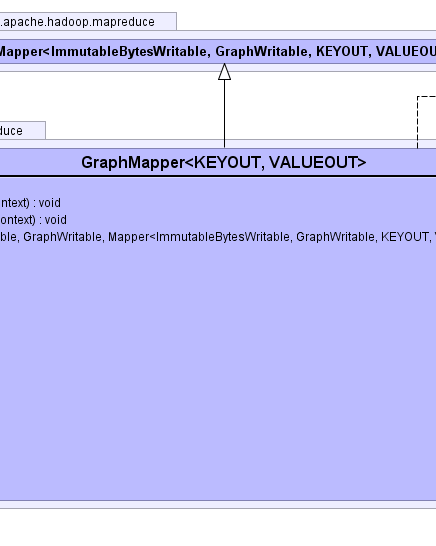 .apache.hadoop.mapreduce
Mapper<ImmutableBytesWritable, GraphWritable, KEYOUT, VALUEOU
duce
GraphMapper<KEYOUT, VALUEOUT>
ntext) : void
ontext) : void
ble, GraphWritable, Mapper<ImmutableBytesWritable, GraphWritable, KEYOUT,